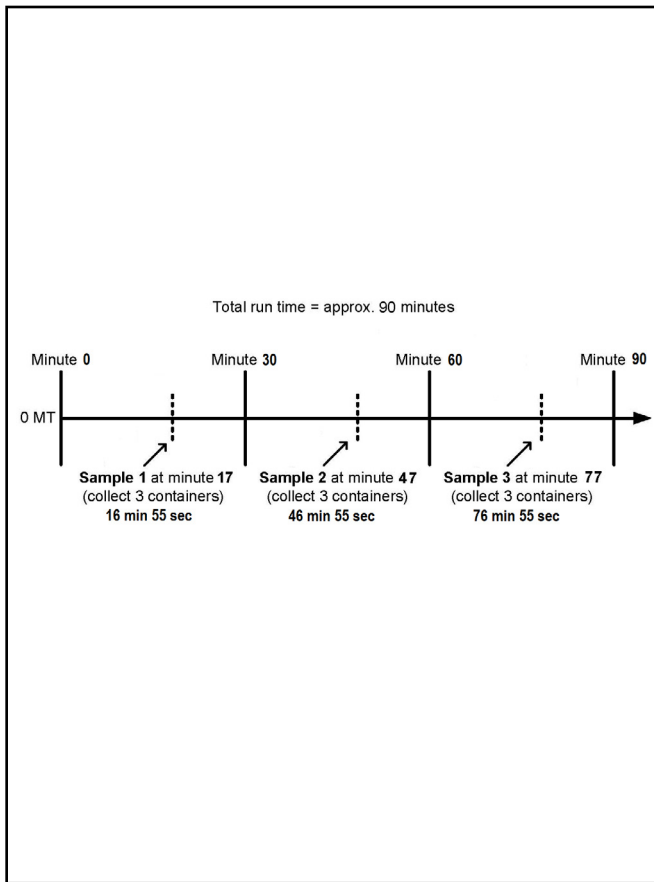 Total run time = approx. 90 minutes
Minute 0
Minute 30
Minute 60
Minute 90
0 MT
Sample 1 at minute 17
(collect 3 containers)
16 min 55 sec
Sample 2 at minute 47
(collect 3 containers)
46 min 55 sec
Sample 3 at minute 77
(collect 3 containers)
76 min 55 sec